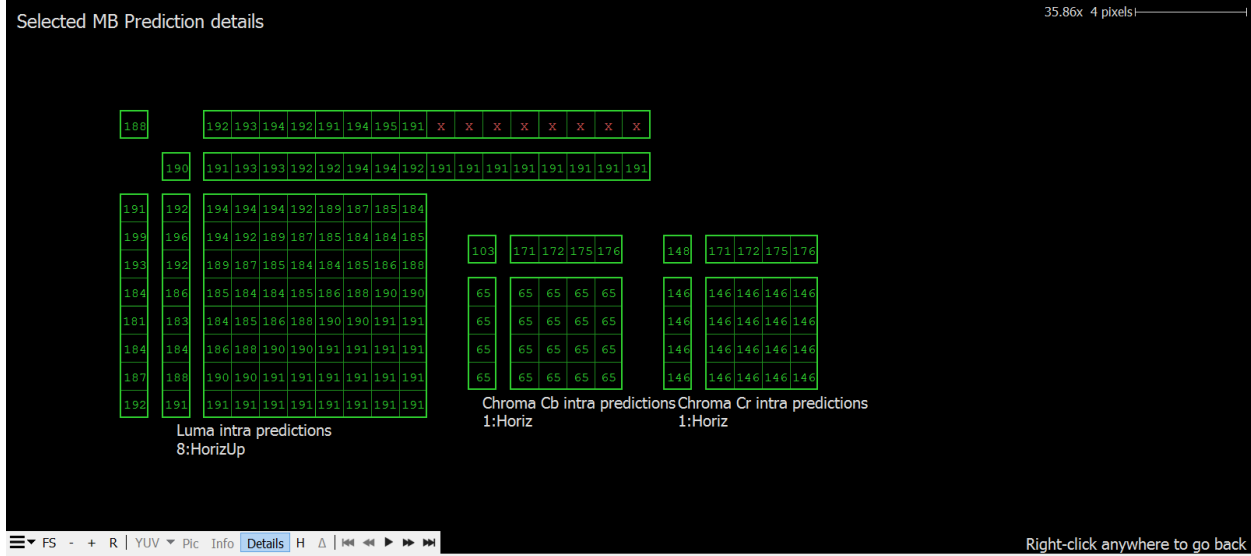 Selected MB Prediction details
35.86x 4 pixels
188 192 193 194 192 191 194 195 191 X X X X X X X X
190 191 193 193 192 192 194 194 192 191 191 191 191 191 191 191 191
191 192 194 194 194 192 189 187 185 184
199 196 194 192 189 187 185 184 184 185
103 171 172 175 176 148 171 172 175 176
193 192 189 187 185 184 184 185 186 188
184 186 185 184 184 185 186 188 190 190 65 65 65 65 65 146 146 146 146 146
181 183 184 185 186 188 190 190 191 191 65 65 65 65 65 146 146 146 146 146
184 184 186 188 190 190 191 191 191 191 65 65 65 65 65 146 146 146 146 146
187 188 190 190 191 191 191 191 191 191 65 65 65 65 65 146 146 146 146 146
192 191 191 191 191 191 191 191 191 191
Chroma Cb intra predictions Chroma Cr intra predictions
1:Horiz 1:Horiz
Luma intra predictions
8:HorizUp
FS - + R YUV Pic Info Details H Δ
Right-click anywhere to go back